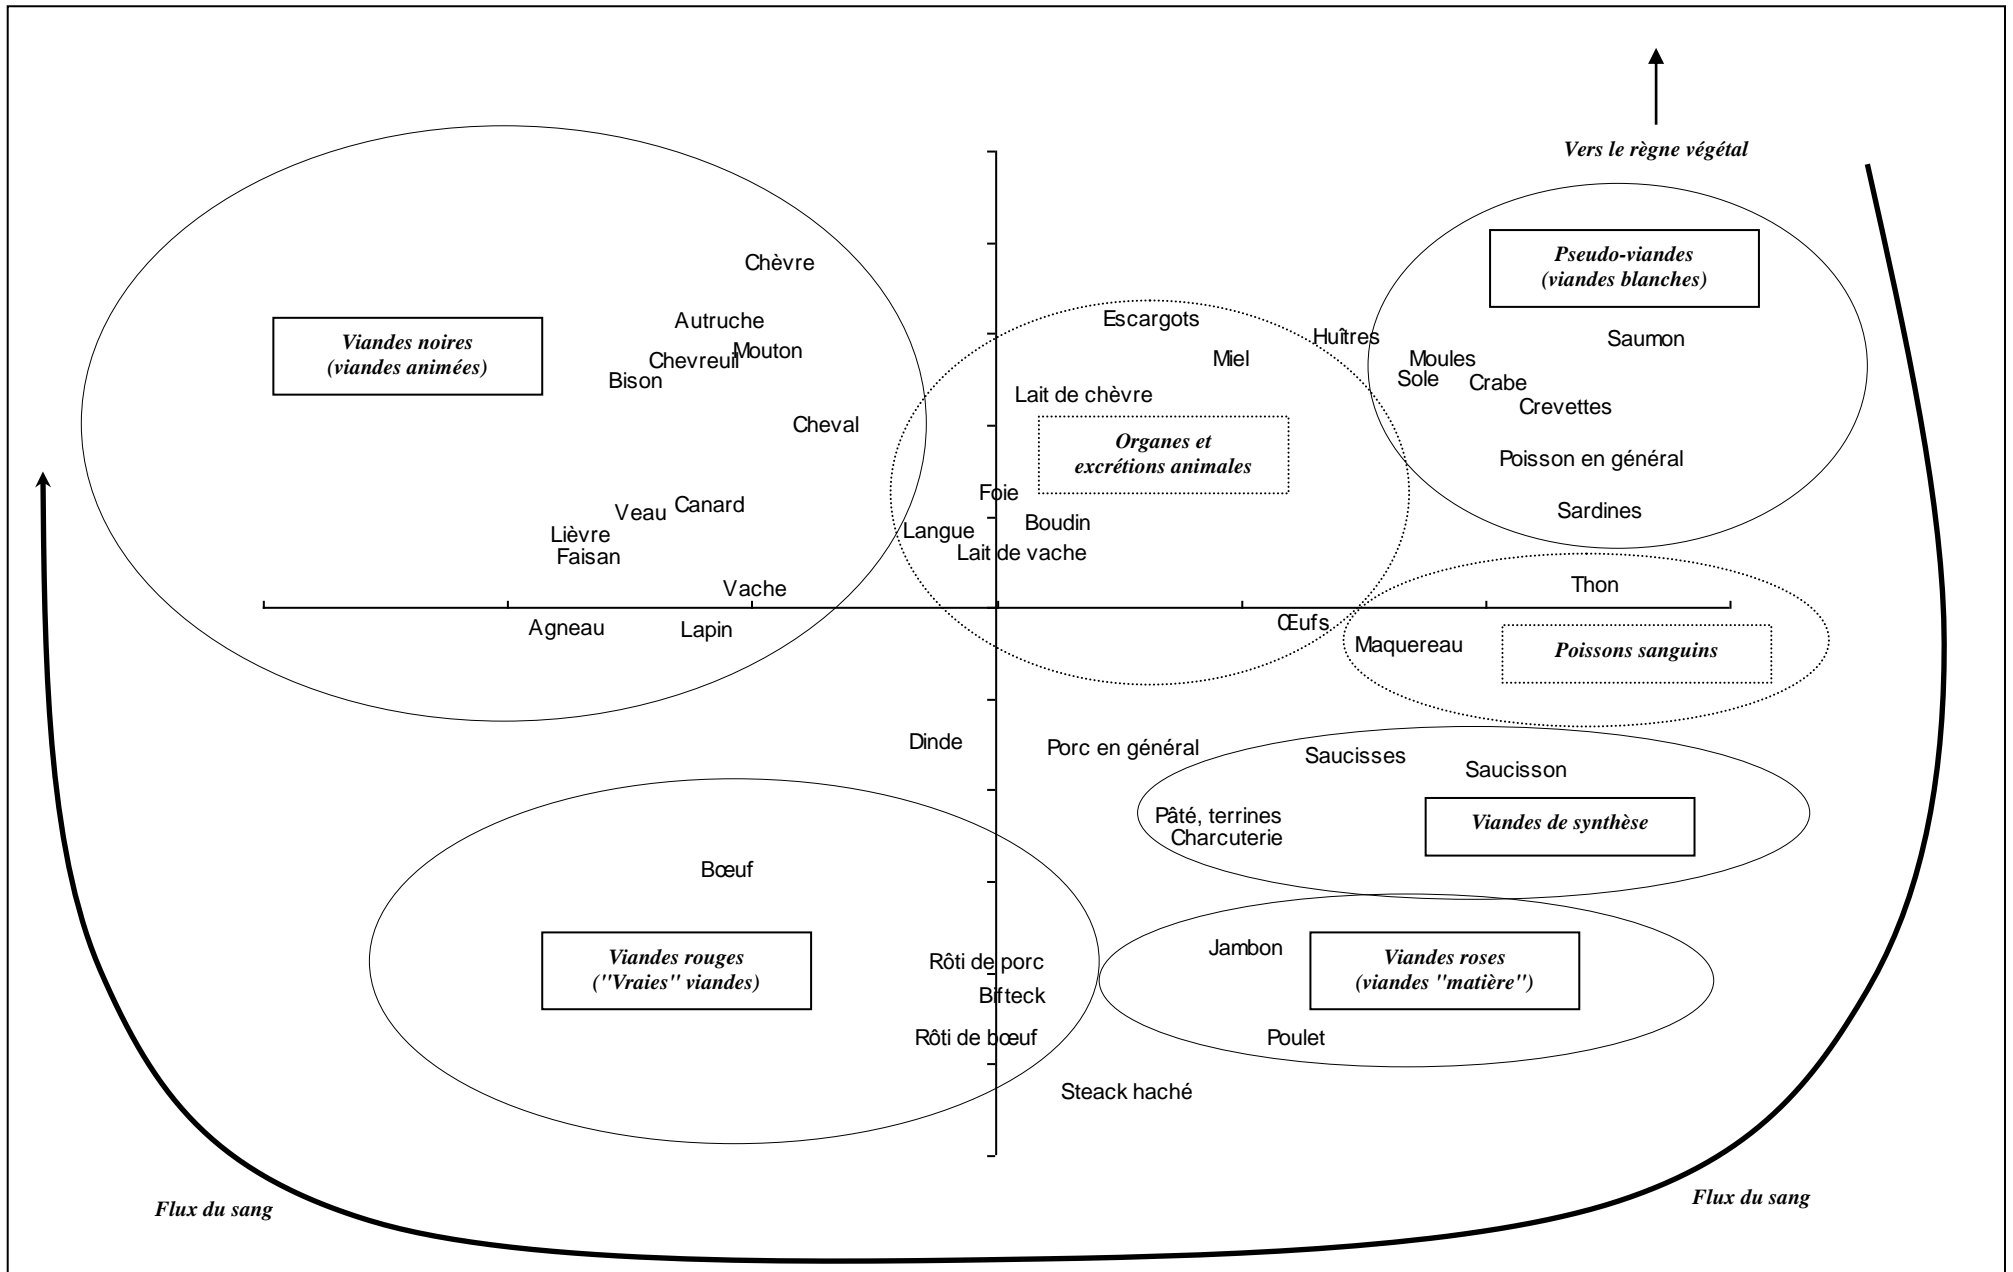 Vers le règne végétal
Pseudo-viandes
(viandes blanches)
Chèvre
Viandes noires
(viandes animées)
Autruche
Mouton
Chevreuil
Bison
Cheval
Escargots
Huîtres
Miel
Saumon
Moules
Sole
Crabe
Crevettes
Lait de chèvre
Organes et
excrétions animales
Poisson en général
Sardines
Foie
Boudin
Langue
Lait de vache
Veau
Canard
Lièvre
Faisan
Vache
Thon
Agneau
Lapin
Œufs
Maquereau
Poissons sanguins
Dinde
Porc en général
Saucisses
Saucisson
Pâté, terrines
Charcuterie
Viandes de synthèse
Bœuf
Viandes rouges
("Vraies" viandes)
Rôti de porc
Bifteck
Rôti de bœuf
Jambon
Viandes roses
(viandes "matière")
Poulet
Steack haché
Flux du sang
Flux du sang